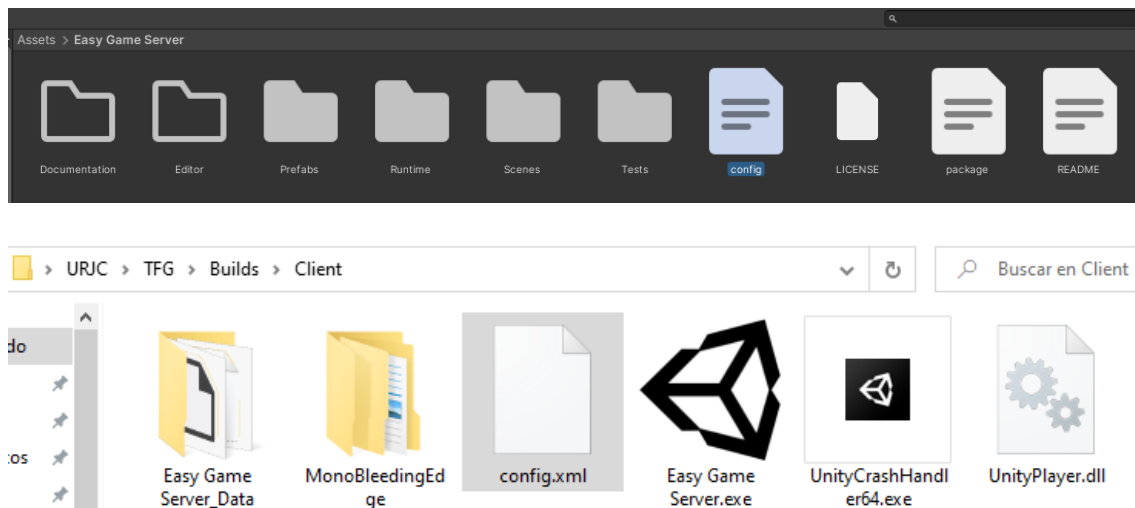 Assets > Easy Game Server
Documentation
Editor
Prefabs
Runtime
Scenes
Tests
config
LICENSE
package
README
> URJC > TFG > Builds > Client
Buscar en Client
do
os
Easy Game
Server_Data
MonoBleedingEd
ge
config.xml
Easy Game
Server.exe
UnityCrashHandl
er64.exe
UnityPlayer.dll